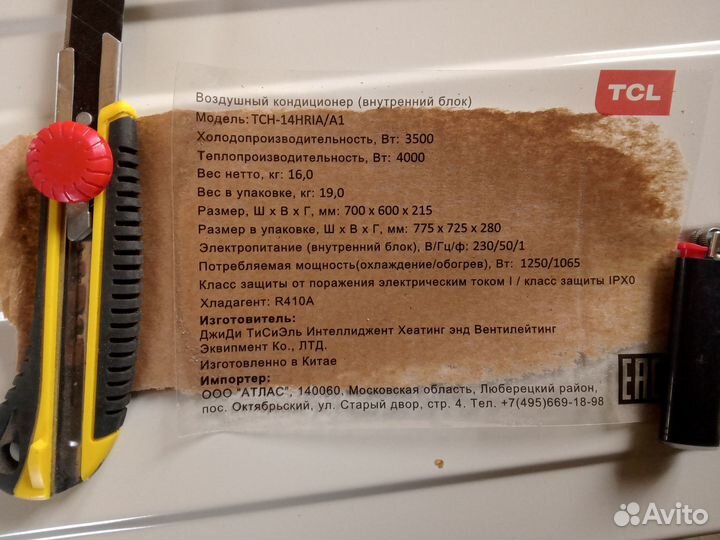 TCL
Воздушный кондиционер (внутренний блок)
Модель: TCH-14HRIA/A1
Холодопроизводительность, Вт: 3500
Теплопроизводительность, Вт: 4000
Вес нетто, кг: 16,0
Вес в упаковке, кг: 19,0
Размер, Ш х В х Г, мм: 700 х 600 х 215
Размер в упаковке, Ш х В х Г, мм: 775 х 725 х 280
Электропитание (внутренний блок), В/Гц/ф: 230/50/1
Потребляемая мощность(охлаждение/обогрев), Вт: 1250/1065
Класс защиты от поражения электрическим током I / класс защиты IPX0
Хладагент: R410A
Изготовитель:
ДжиДи ТиСиЭль Интеллиджент Хеатинг энд Вентилейтинг
Эквипмент Ко., ЛТД.
Изготовленно в Китае
Импортер:
ООО "АТЛАС", 140060, Московская область, Люберецкий район,
пос. Октябрьский, ул. Старый двор, стр. 4. Тел. +7(495)669-18-98
EAC
Avito